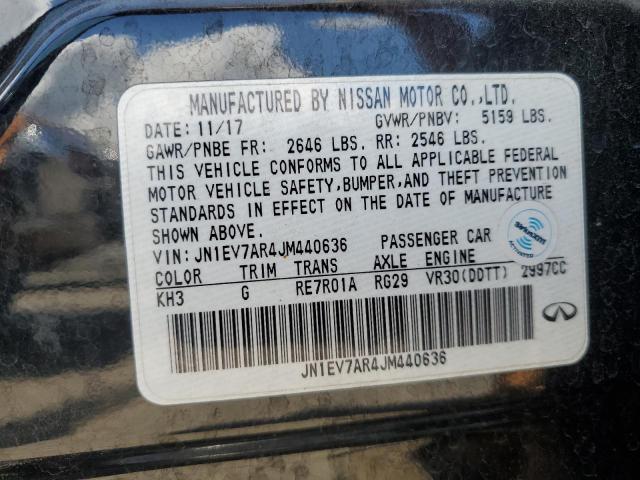 MANUFACTURED BY NISSAN MOTOR CO.,LTD.
DATE: 11/17 GVWR/PNBV: 5159 LBS.
GAWR/PNBE FR: 2646 LBS. RR: 2546 LBS.
THIS VEHICLE CONFORMS TO ALL APPLICABLE FEDERAL
MOTOR VEHICLE SAFETY,BUMPER,AND THEFT PREVENTION
STANDARDS IN EFFECT ON THE DATE OF MANUFACTURE
SHOWN ABOVE.
VIN: JN1EV7AR4JM440636 PASSENGER CAR
COLOR TRIM TRANS AXLE ENGINE
KH3 G RE7R01A RG29 VR30(DDTT) 2997CC
JN1EV7AR4JM440636
SiriusXM